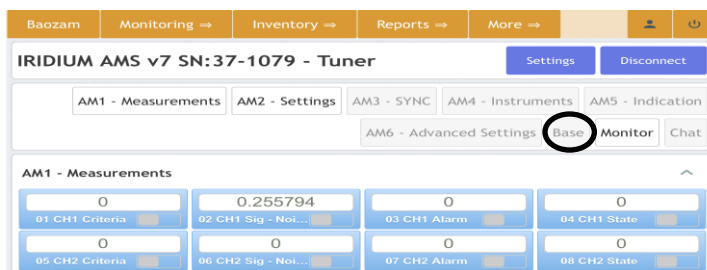 Baozam Monitoring ⇒ Inventory ⇒ Reports ⇒ More ⇒
IRIDIUM AMS v7 SN:37-1079 - Tuner Settings Disconnect
AM1 - Measurements AM2 - Settings AM3 - SYNC AM4 - Instruments AM5 - Indication
AM6 - Advanced Settings Base Monitor Chat
AM1 - Measurements
0 0.255794 0 0
01 CH1 Criteria 02 CH1 Sig - Noi... 03 CH1 Alarm 04 CH1 State
0 0 0 0
05 CH2 Criteria 06 CH2 Sig - Noi... 07 CH2 Alarm 08 CH2 State